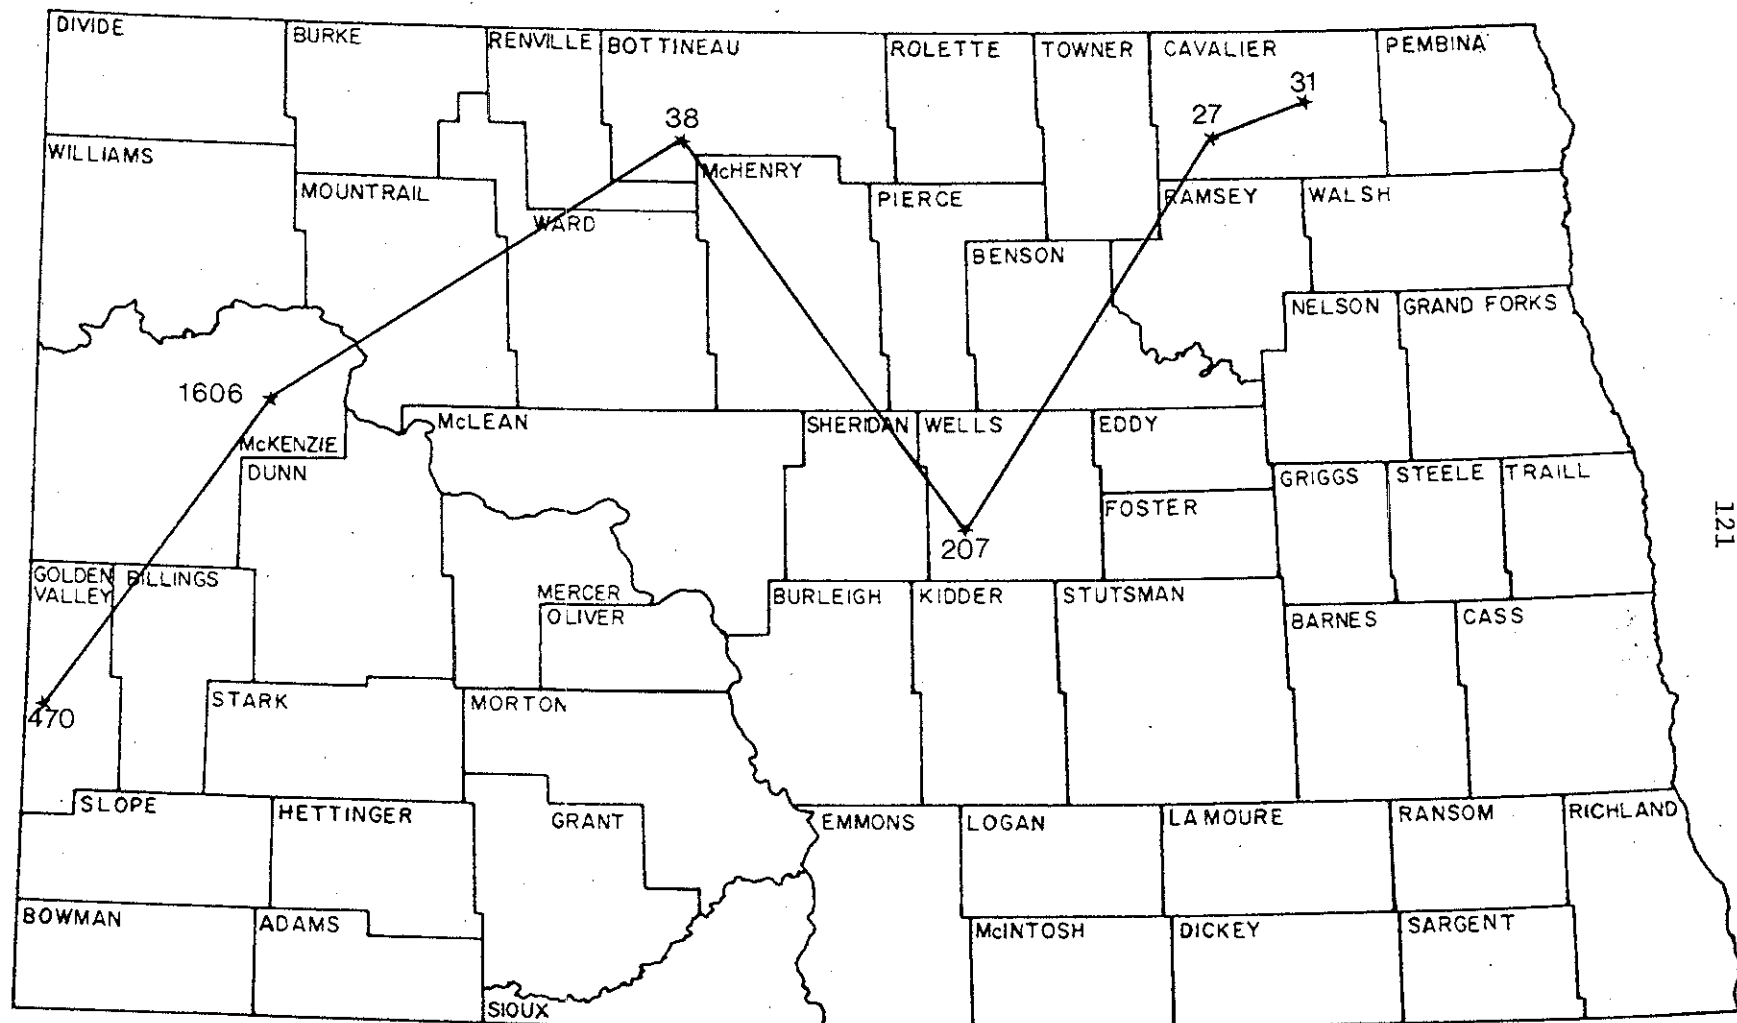 DIVIDE
BURKE
RENVILLE
BOTTINEAU
ROLETTE
TOWNER
CAVALIER
PEMBINA
31
27
38
WILLIAMS
McHENRY
MOUNTRAIL
PIERCE
RAMSEY
WALSH
WARD
BENSON
NELSON
GRAND FORKS
1606
McKENZIE
McLEAN
SHERIDAN
WELLS
EDDY
DUNN
GRIGGS
STEELE
TRAILL
FOSTER
121
207
GOLDEN
VALLEY
BILLINGS
MERCER
OLIVER
BURLEIGH
KIDDER
STUTSMAN
BARNES
CASS
470
STARK
MORTON
SLOPE
HETTINGER
GRANT
EMMONS
LOGAN
LA MOURE
RANSOM
RICHLAND
BOWMAN
ADAMS
McINTOSH
DICKEY
SARGENT
SIOUX